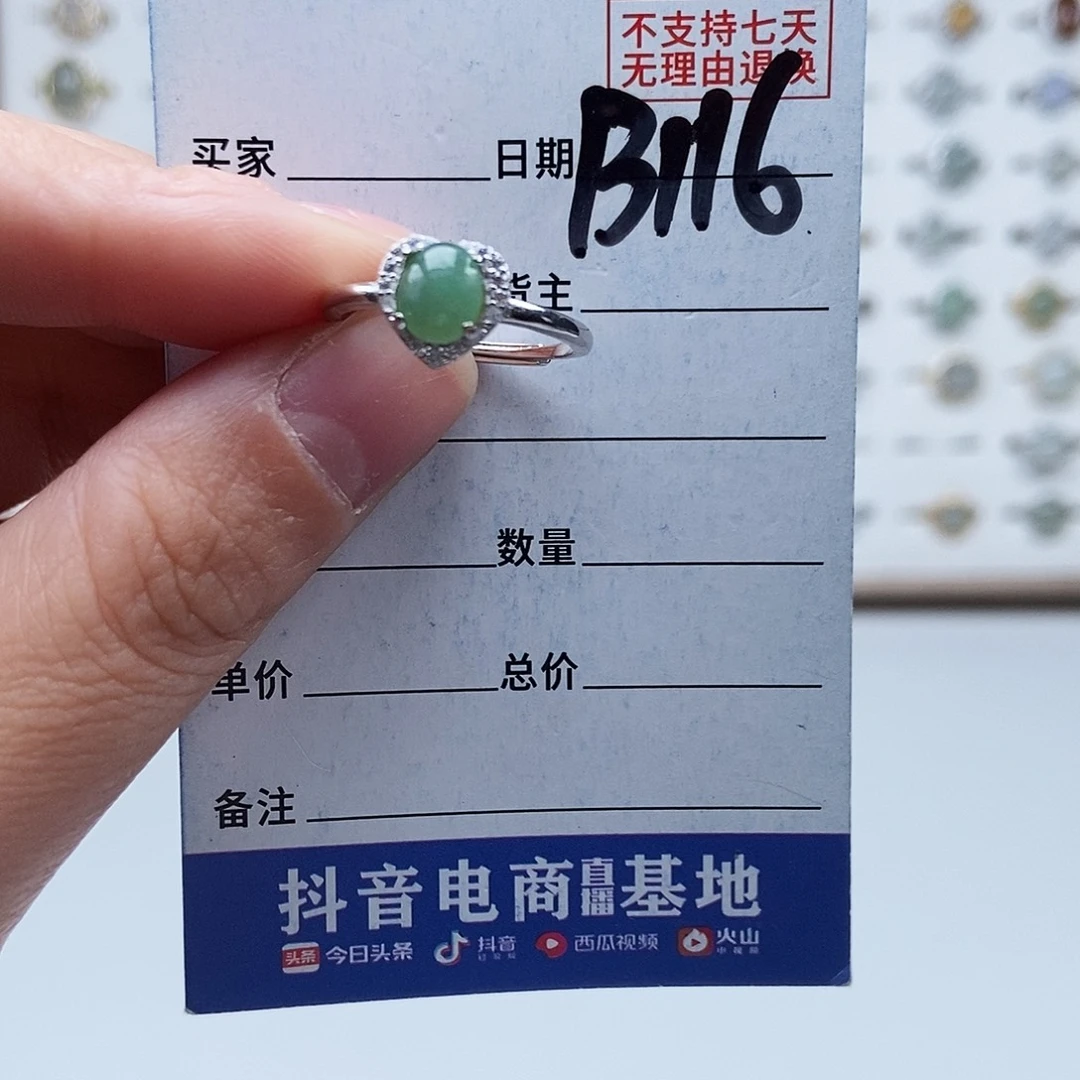 不支持七天
无理由退换
买家 日期 B116
货主
数量
单价 总价
备注
抖音电商直播基地
头条 今日头条 抖音 西瓜视频 火山